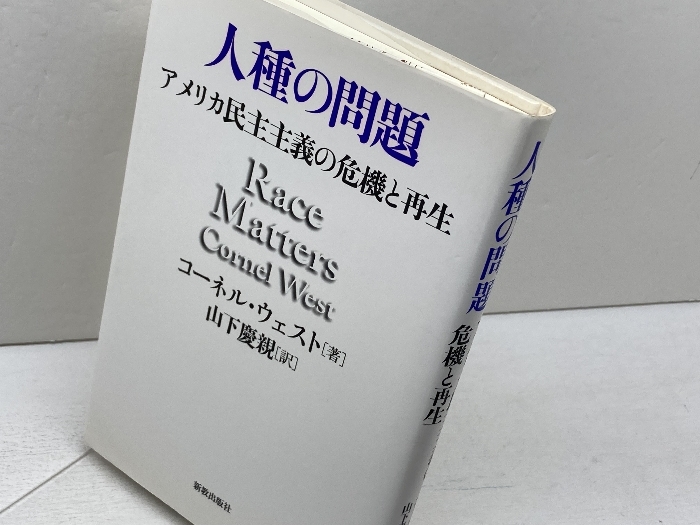 人種の問題
アメリカ民主主義の危機と再生
Race
Matters
Cornel West
コーネル・ウェスト[著]
山下慶親[訳]
新教出版社
人種の問題
危機と再生